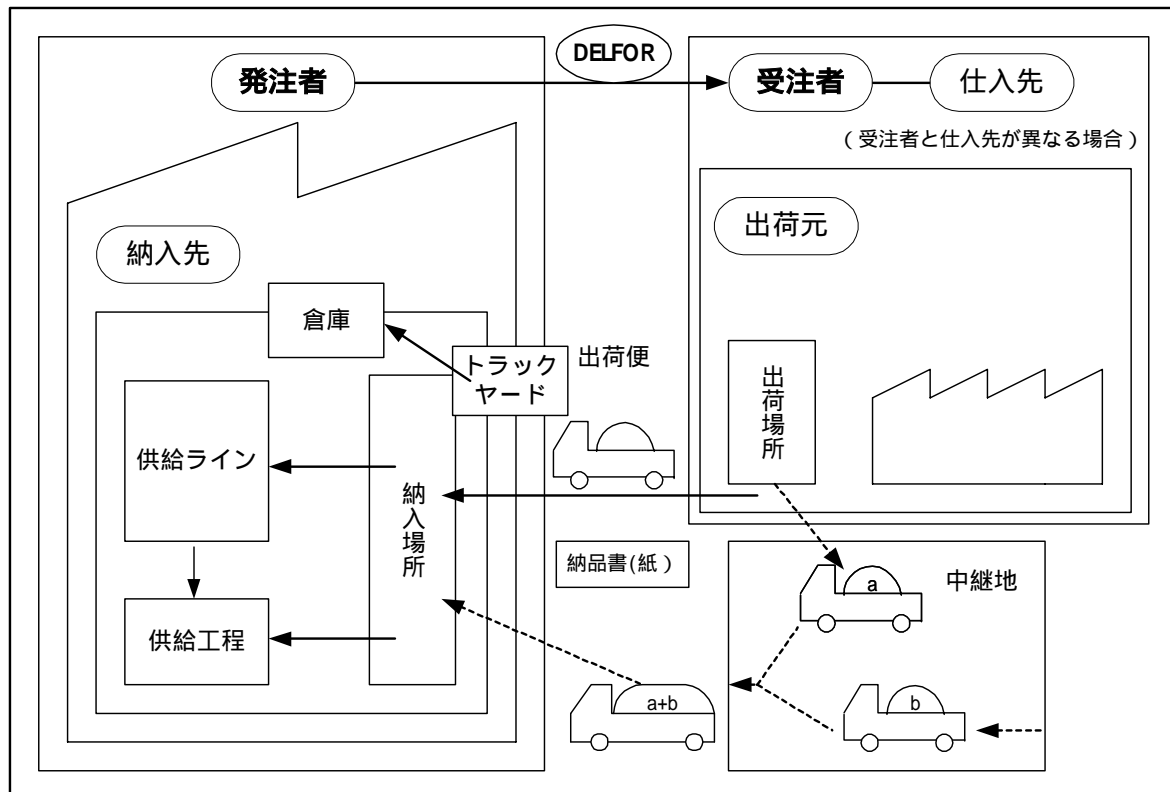 DELFOR
発注者
受注者
仕入先
(受注者と仕入先が異なる場合)
納入先
出荷元
倉庫
トラック
ヤード
出荷便
出荷場所
供給ライン
納入場所
納品書(紙)
中継地
a
供給工程
a+b
b